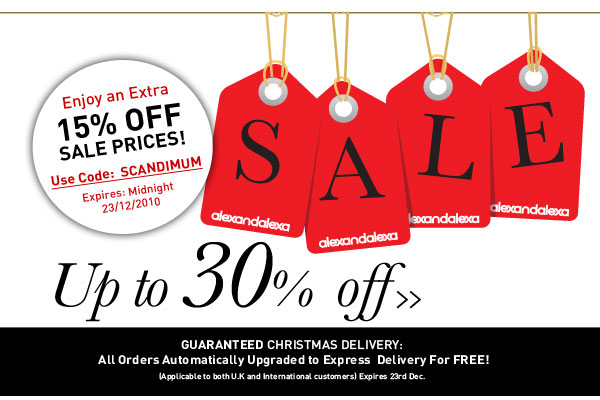 Enjoy an Extra
15% OFF
SALE PRICES!
Use Code: SCANDIMUM
Expires: Midnight
23/12/2010
SALE
alexandalexa
alexandalexa
alexandalexa
alexandalexa
Up to 30% off >>
GUARANTEED CHRISTMAS DELIVERY:
All Orders Automatically Upgraded to Express Delivery For FREE!
(Applicable to both U.K and International customers) Expires 23rd Dec.